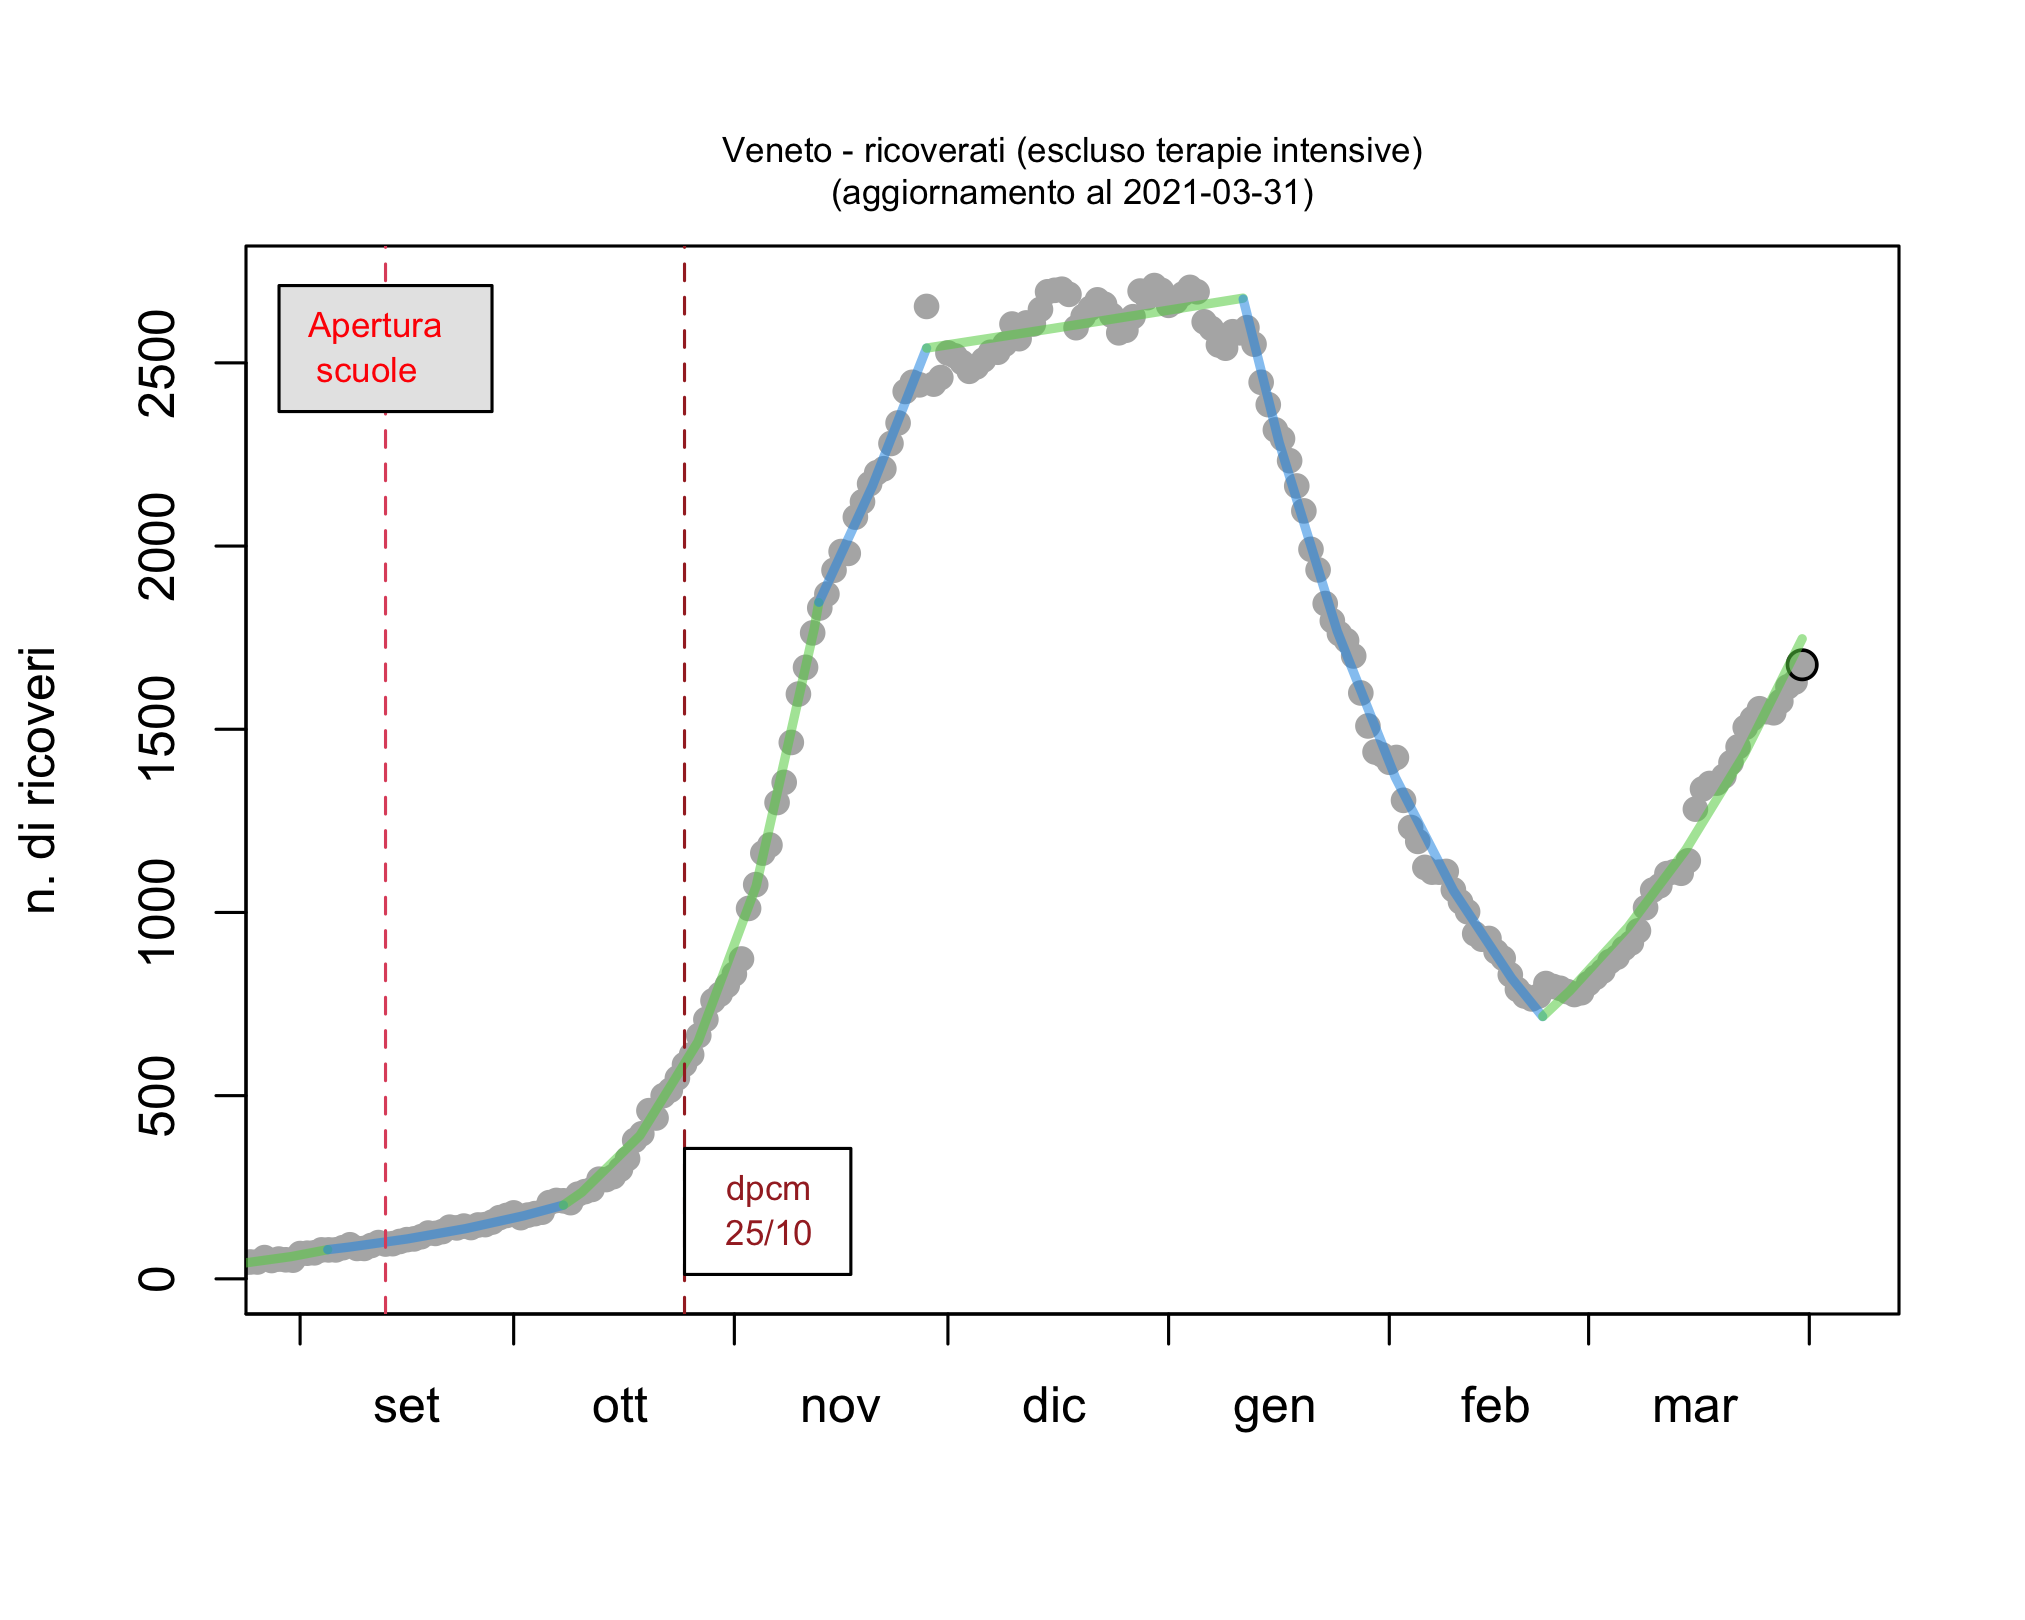 Veneto - ricoverati (escluso terapie intensive)
(aggiornamento al 2021-03-31)
Apertura
scuole
dpcm
25/10
n. di ricoveri
2500
2000
1500
1000
500
0
set ott nov dic gen feb mar